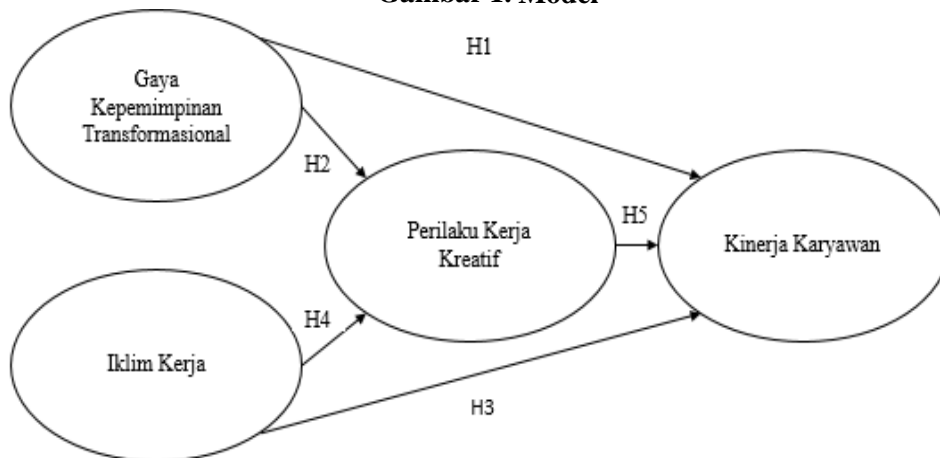 Gambar 1. Model
H1
Gaya
Kepemimpinan
Transformasional
H2
Perilaku Kerja
Kreatif
H5
Kinerja Karyawan
H4
Iklim Kerja
H3